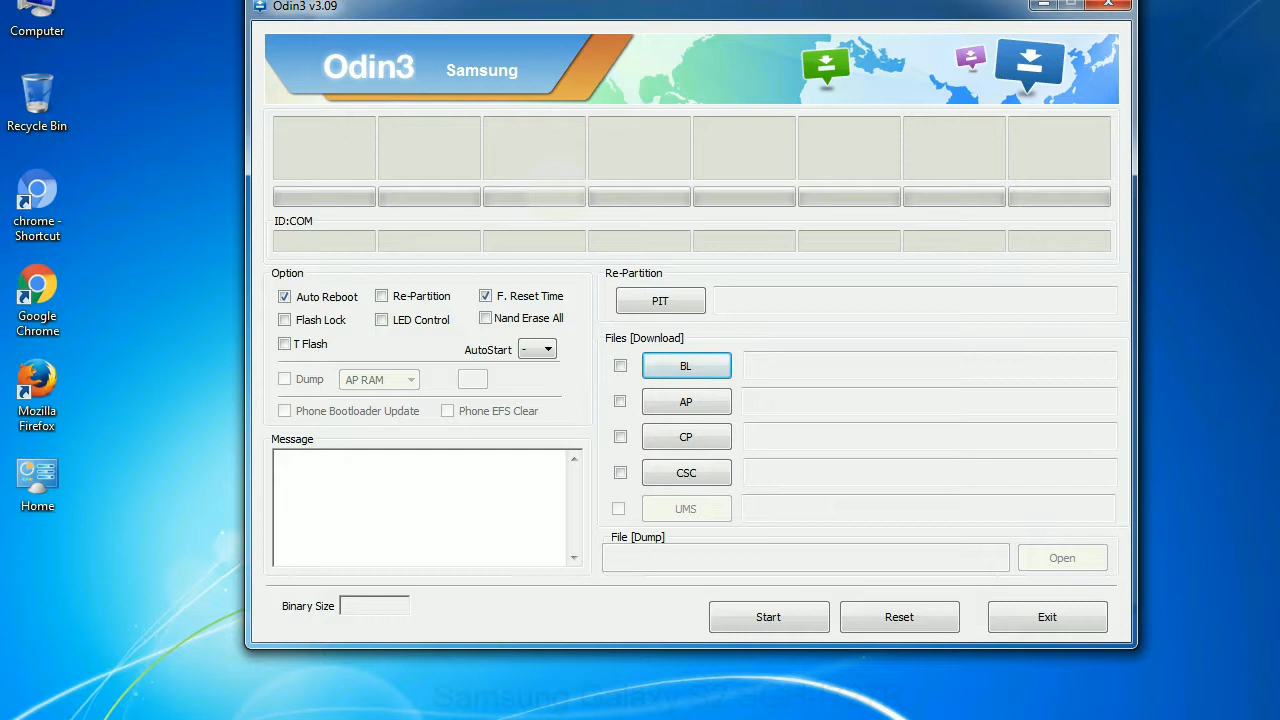 Odin3 v3.09
Computer
Odin3 Samsung
Recycle Bin
chrome -
Shortcut
ID:COM
Option
Re-Partition
Auto Reboot
Re-Partition
F. Reset Time
PIT
Google
Chrome
Flash Lock
LED Control
Nand Erase All
T Flash
AutoStart -
Files [Download]
BL
Dump
AP RAM
AP
Mozilla
Firefox
Phone Bootloader Update
Phone EFS Clear
CP
Message
CSC
Home
UMS
File [Dump]
Open
Binary Size
Start
Reset
Exit
Samsung Galaxy S2